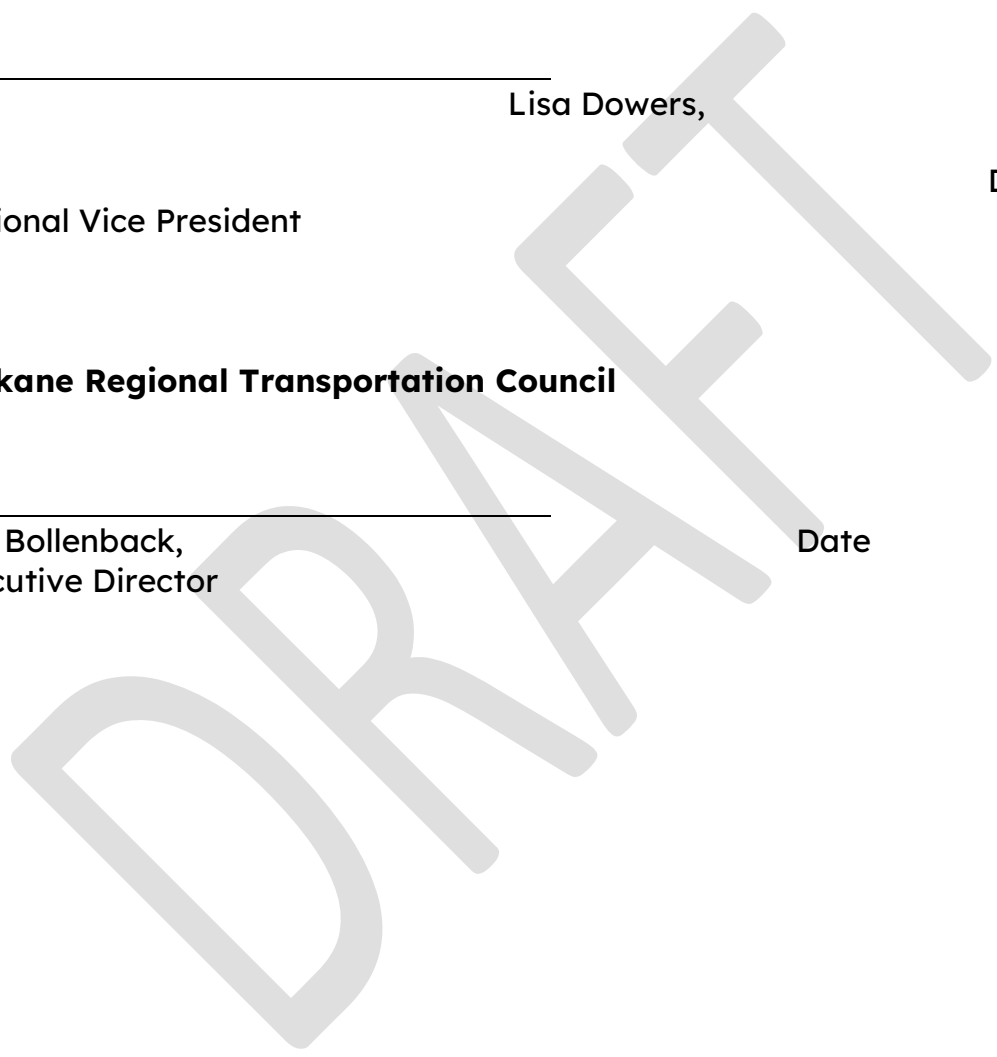 Lisa Dowers,
D
ional Vice President
kane Regional Transportation Council
Bollenback,
Date
cutive Director
DRAFT